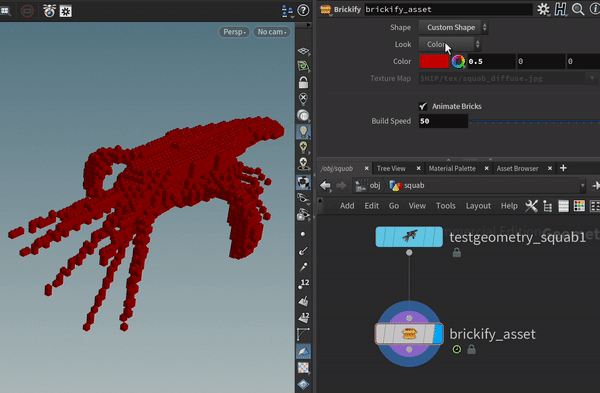 Persp
No cam
Brickify brickify_asset
Shape Custom Shape
Look Color
Color 0.5 0 0
Texture Map $HIP/tex/squab_diffuse.jpg
Animate Bricks
Build Speed 50
/obj/squab Tree View Material Palette Asset Browser
obj squab
Add Edit Go View Tools Layout Help
testgeometry_squab1
brickify_asset
12
12